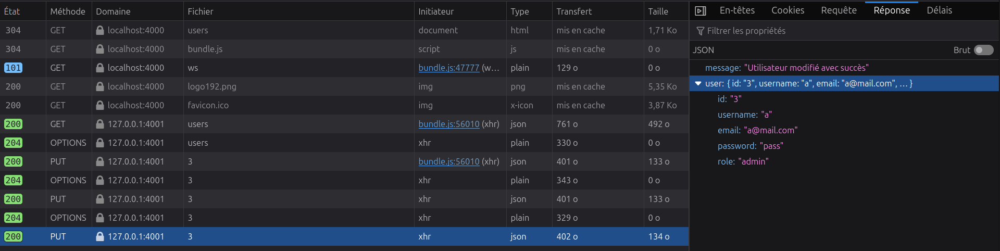 État Méthode Domaine Fichier Initiateur Type Transfert Taille
304 GET localhost:4000 users document html mis en cache 1,71 Ko
304 GET localhost:4000 bundle.js script js mis en cache 0 o
101 GET localhost:4000 ws bundle.js:47777 (w… plain 129 o 0 o
200 GET localhost:4000 logo192.png img png mis en cache 5,35 Ko
200 GET localhost:4000 favicon.ico img x-icon mis en cache 3,87 Ko
200 GET 127.0.0.1:4001 users bundle.js:56010 (xhr) json 761 o 492 o
204 OPTIONS 127.0.0.1:4001 users xhr plain 330 o 0 o
200 PUT 127.0.0.1:4001 3 bundle.js:56010 (xhr) json 401 o 133 o
204 OPTIONS 127.0.0.1:4001 3 xhr plain 343 o 0 o
200 PUT 127.0.0.1:4001 3 xhr json 401 o 133 o
204 OPTIONS 127.0.0.1:4001 3 xhr plain 329 o 0 o
200 PUT 127.0.0.1:4001 3 xhr json 402 o 134 o
En-têtes Cookies Requête Réponse Délais
Filtrer les propriétés
JSON Brut
message: "Utilisateur modifié avec succès"
user: { id: "3", username: "a", email: "a@mail.com", … }
id: "3"
username: "a"
email: "a@mail.com"
password: "pass"
role: "admin"